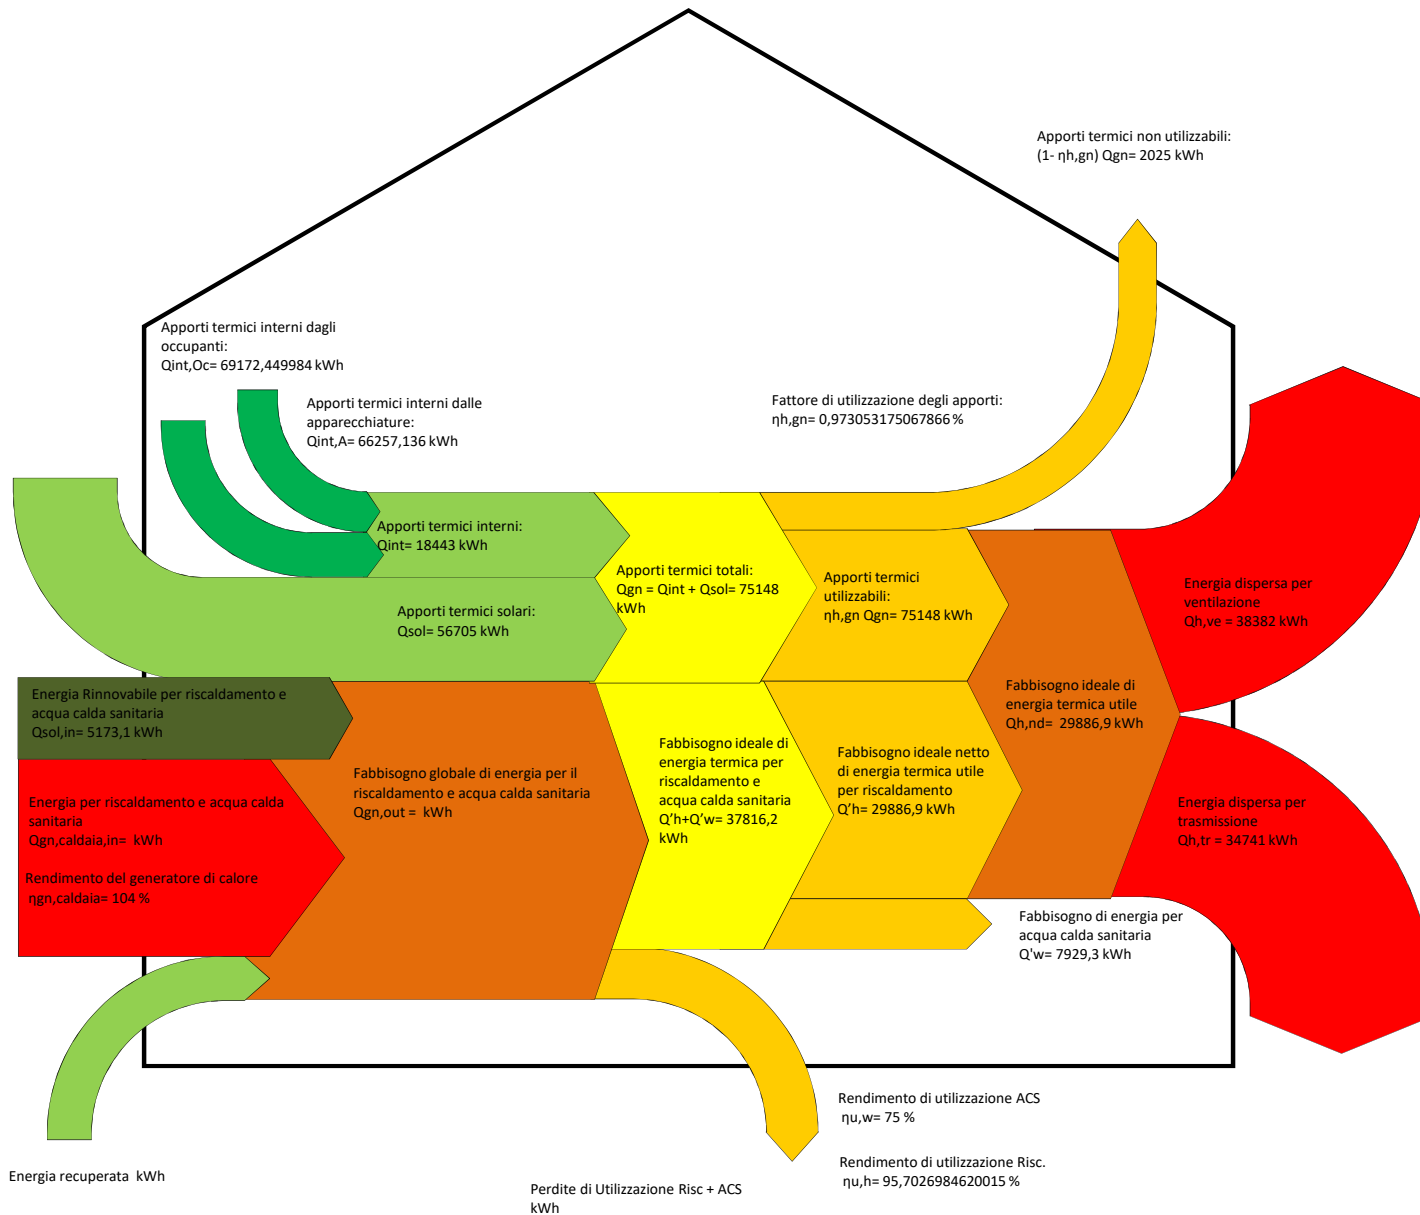 Apporti termici non utilizzabili:
(1- ηh,gn) Qgn= 2025 kWh
Apporti termici interni dagli
occupanti:
Qint,Oc= 69172,449984 kWh
Apporti termici interni dalle
apparecchiature:
Qint,A= 66257,136 kWh
Fattore di utilizzazione degli apporti:
ηh,gn= 0,973053175067866 %
Apporti termici interni:
Qint= 18443 kWh
Apporti termici totali:
Qgn = Qint + Qsol= 75148
kWh
Apporti termici
utilizzabili:
ηh,gn Qgn= 75148 kWh
Energia dispersa per
ventilazione
Qh,ve = 38382 kWh
Apporti termici solari:
Qsol= 56705 kWh
Energia Rinnovabile per riscaldamento e
acqua calda sanitaria
Qsol,in= 5173,1 kWh
Fabbisogno ideale di
energia termica utile
Qh,nd=  29886,9 kWh
Fabbisogno globale di energia per il
riscaldamento e acqua calda sanitaria
Qgn,out =  kWh
Fabbisogno ideale di
energia termica per
riscaldamento e
acqua calda sanitaria
Q’h+Q’w= 37816,2
kWh
Fabbisogno ideale netto
di energia termica utile
per riscaldamento
Q’h= 29886,9 kWh
Energia per riscaldamento e acqua calda
sanitaria
Qgn,caldaia,in=  kWh
Energia dispersa per
trasmissione
Qh,tr = 34741 kWh
Rendimento del generatore di calore
ηgn,caldaia= 104 %
Fabbisogno di energia per
acqua calda sanitaria
Q'w= 7929,3 kWh
Rendimento di utilizzazione ACS
ηu,w= 75 %
Rendimento di utilizzazione Risc.
ηu,h= 95,7026984620015 %
Energia recuperata  kWh
Perdite di Utilizzazione Risc + ACS
kWh